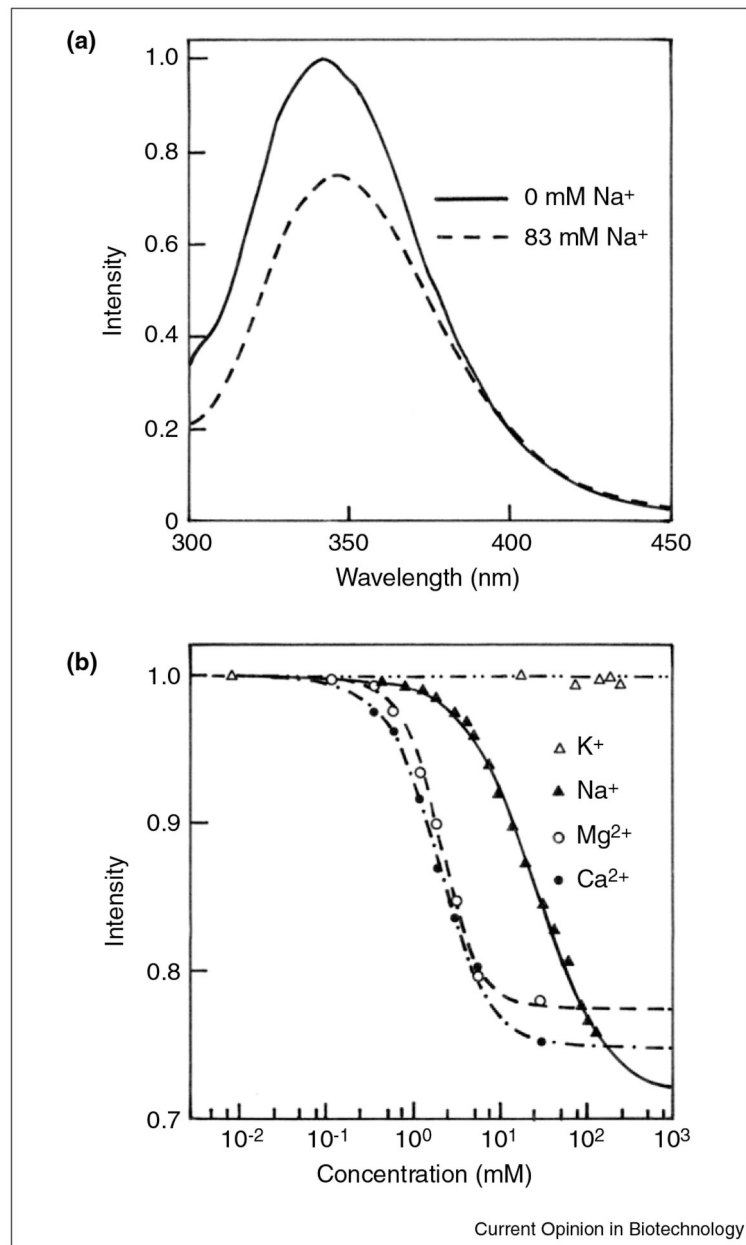 (a)
1.0
0.8
0.6
0.4
0.2
0
Intensity
0 mM Na⁺
83 mM Na⁺
300
350
400
450
Wavelength (nm)
(b)
1.0
0.9
0.8
0.7
Intensity
K⁺
Na⁺
Mg²⁺
Ca²⁺
10⁻²
10⁻¹
10⁰
10¹
10²
10³
Concentration (mM)
Current Opinion in Biotechnology